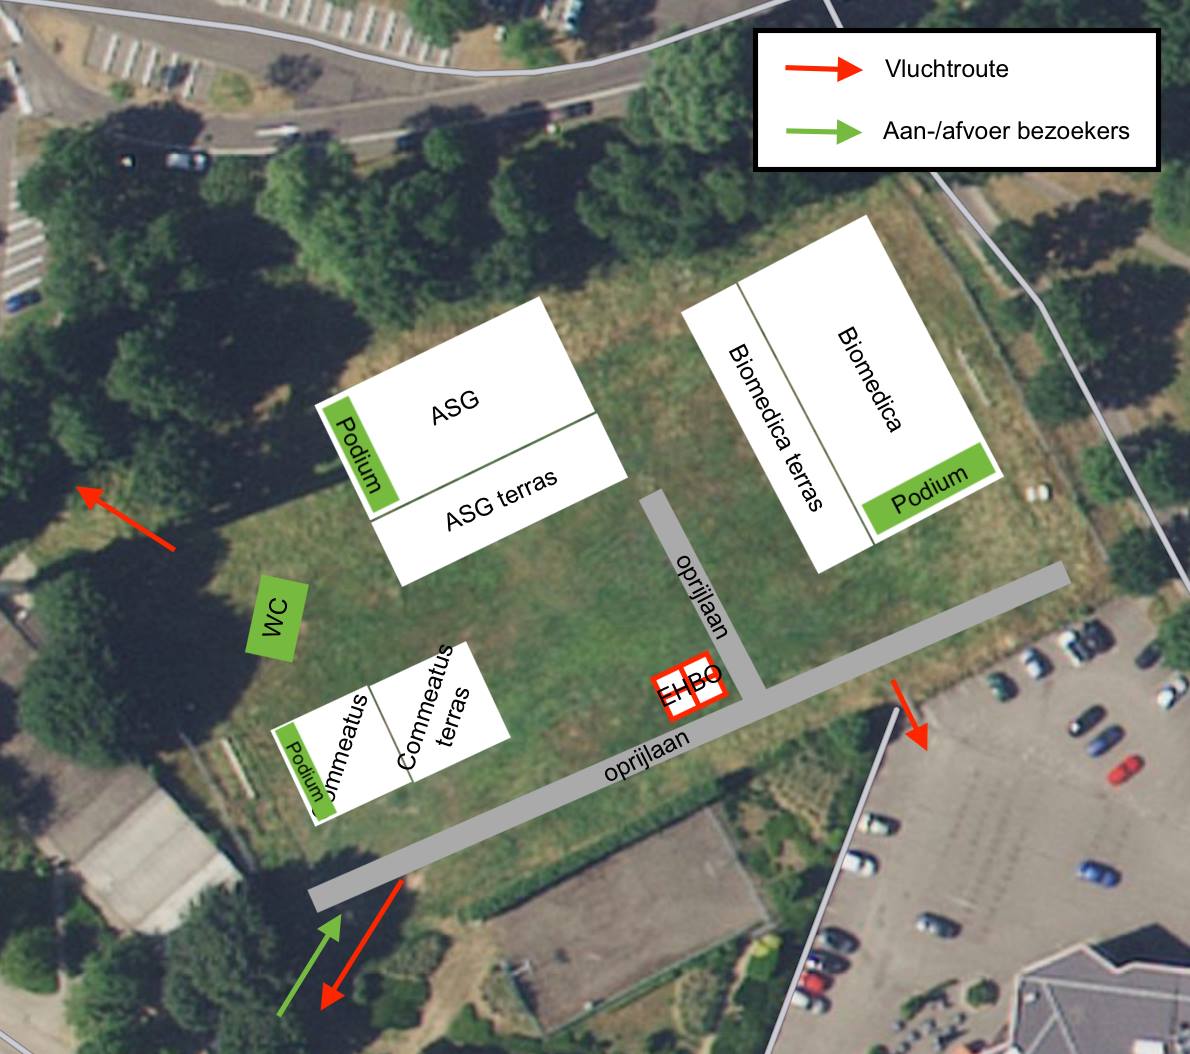 Vluchtroute
Aan-/afvoer bezoekers
Biomedica
Biomedica terras
Podium
ASG
Podium
ASG terras
oprijlaan
WC
EHBO
Commeatus
terras
ommeatus
Podium
oprijlaan